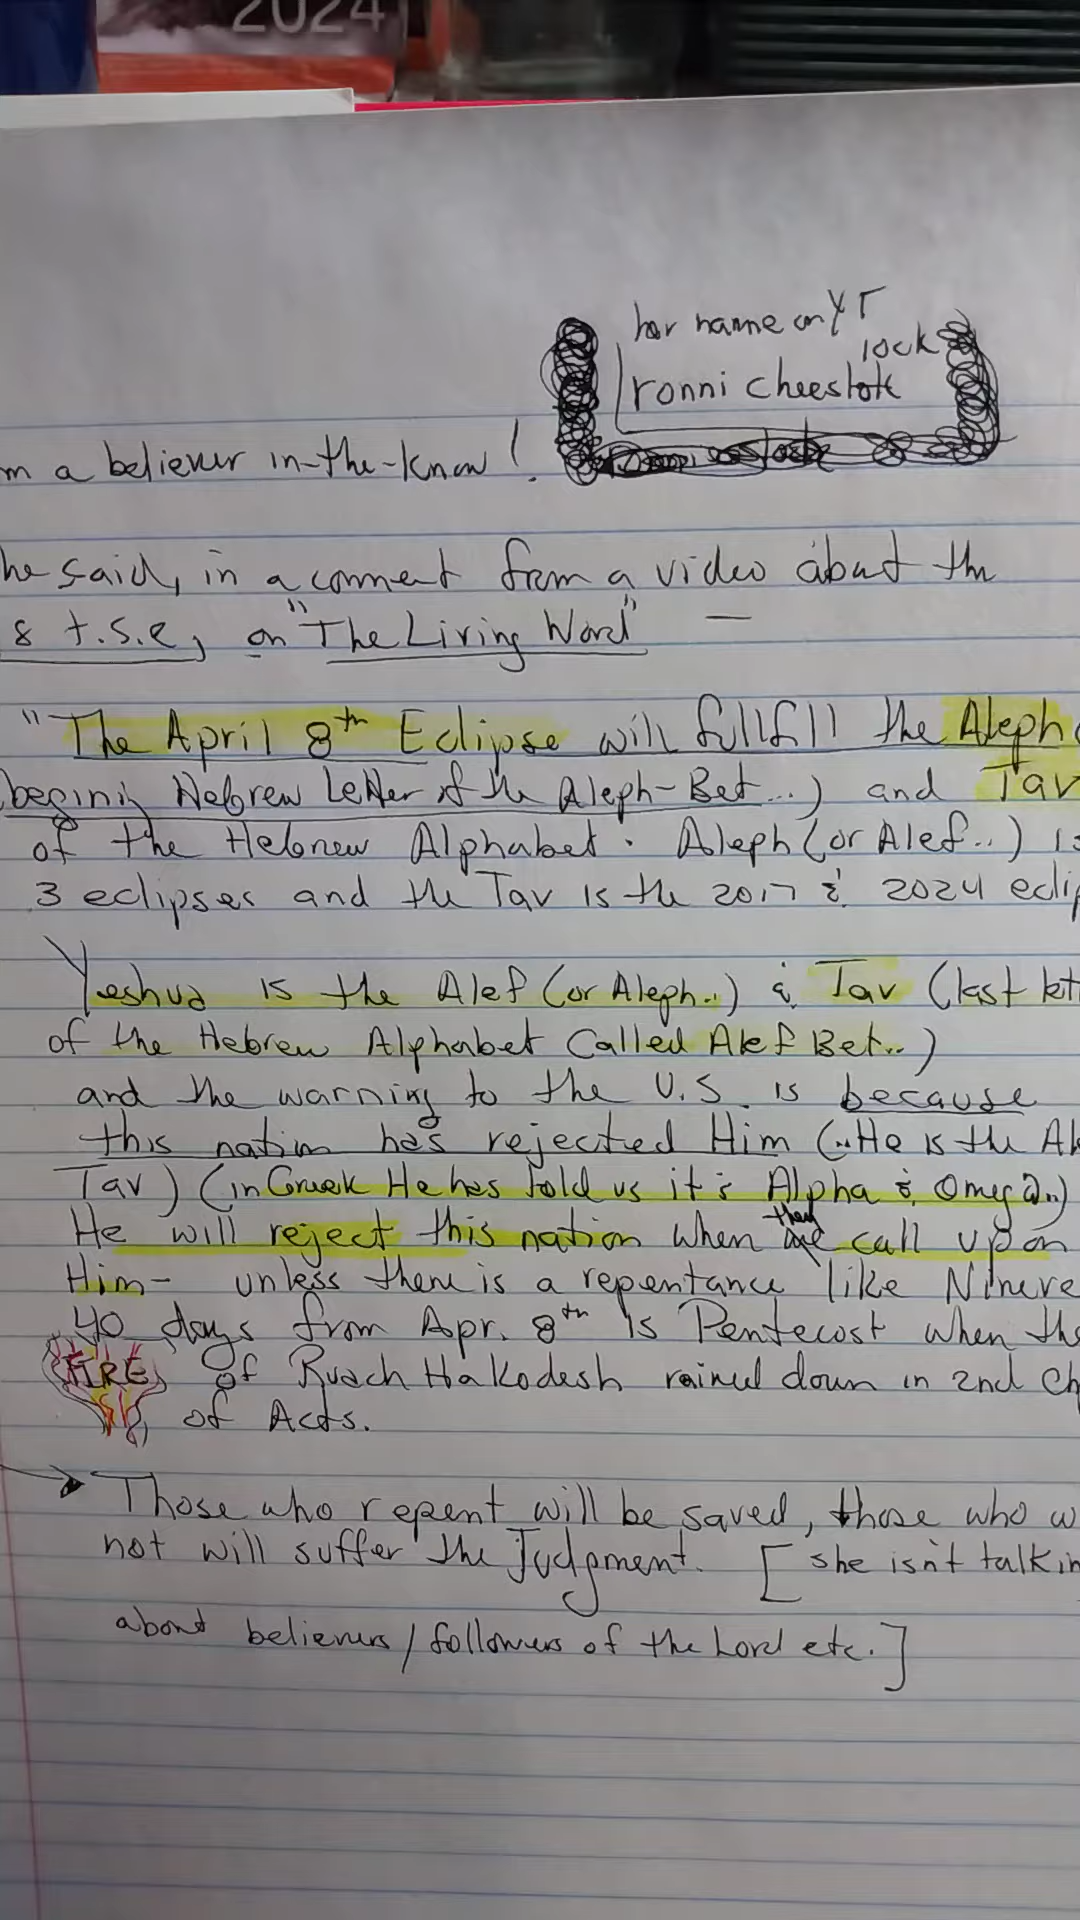 2024
her name on YT
lock
ronni cheeslok
m a believer in-the-know!
he said, in a comment from a video about the
8 t.s.e, on "The Living Word" —
"The April 8th Eclipse will fullfill the Aleph (
begining Hebrew Letter of the Aleph-Bet...) and Tav
of the Hebrew Alphabet. Aleph (or Alef..) is
3 eclipses and the Tav is the 2017 & 2024 eclip
Yeshua is the Alef (or Aleph..) & Tav (last lett
of the Hebrew Alphabet Called Alef Bet..)
and the warning to the U.S. is because
this nation has rejected Him (..He is the Al
Tav) (in Greek He has told us it's Alpha & Omega..)
He will reject this nation when they call upon
Him- unless there is a repentance like Nineve
40 days from Apr. 8th is Pentecost when the
FIRE of Ruach HaKodesh rained down in 2nd Ch
of Acts.
Those who repent will be saved, those who w
not will suffer the Judgment. [she isn't talkin
about believers/followers of the Lord etc.]